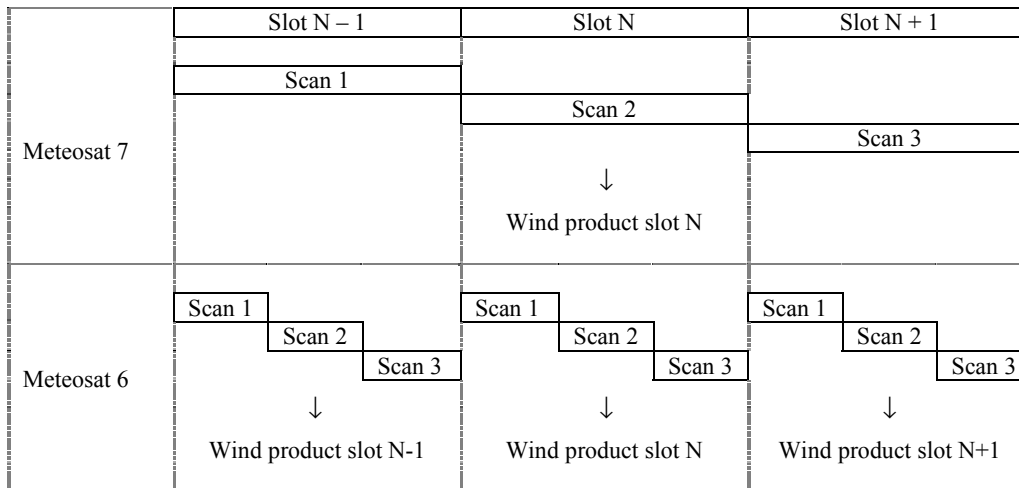 Slot N – 1 Slot N Slot N + 1
Scan 1
Scan 2
Scan 3
Meteosat 7
↓
Wind product slot N
Scan 1 Scan 1 Scan 1
Scan 2 Scan 2 Scan 2
Scan 3 Scan 3 Scan 3
Meteosat 6
↓ ↓ ↓
Wind product slot N-1 Wind product slot N Wind product slot N+1